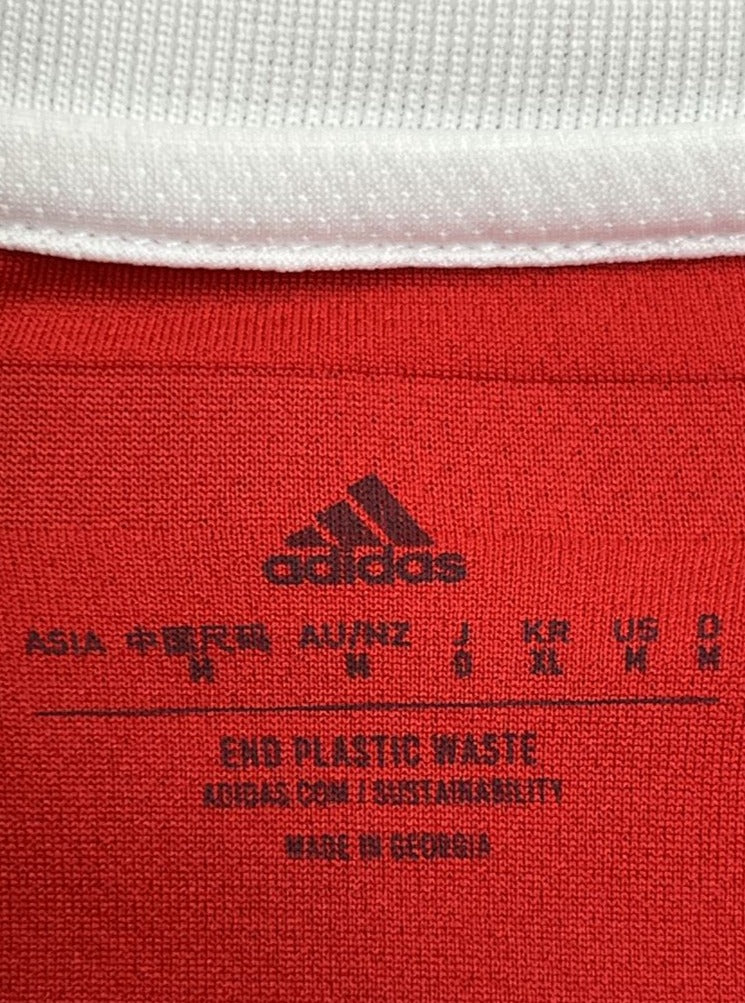 adidas
ASIA 中国尺码 AU/NZ J KR US D
M M O XL M M
END PLASTIC WASTE
ADIDAS.COM / SUSTAINABILITY
MADE IN GEORGIA